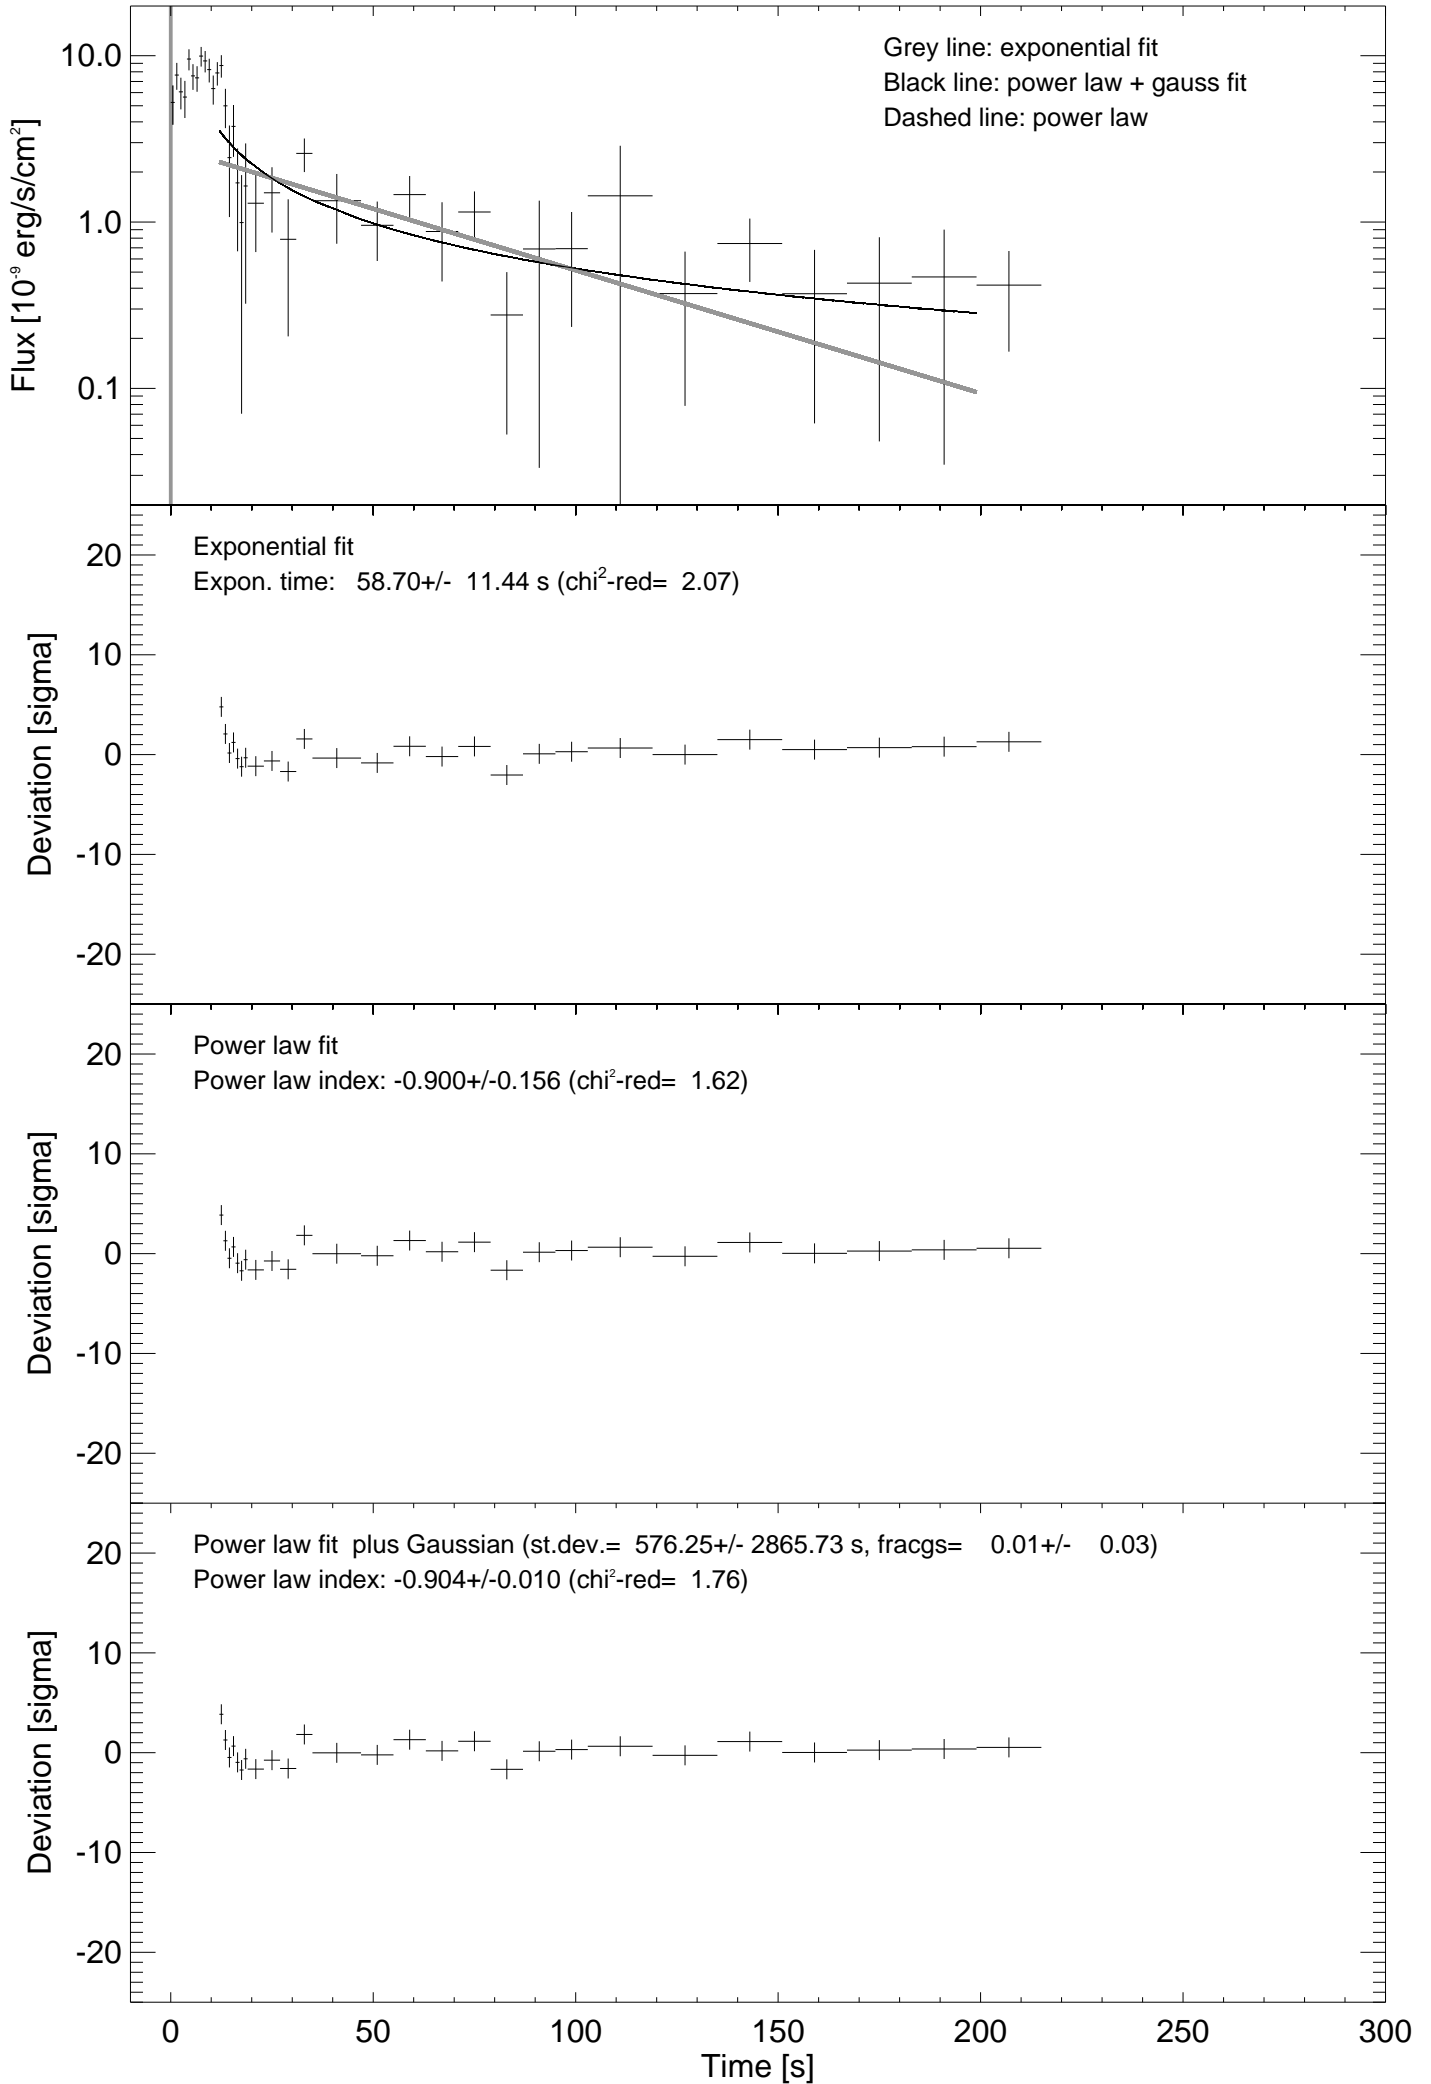 Grey line: exponential fit
Black line: power law + gauss fit
Dashed line: power law
10.0
1.0
0.1
Flux [10⁻⁹ erg/s/cm²]
Exponential fit
Expon. time: 58.70+/- 11.44 s (chi²-red= 2.07)
20
10
0
-10
-20
Deviation [sigma]
Power law fit
Power law index: -0.900+/-0.156 (chi²-red= 1.62)
20
10
0
-10
-20
Deviation [sigma]
Power law fit plus Gaussian (st.dev.= 576.25+/- 2865.73 s, fracgs= 0.01+/- 0.03)
Power law index: -0.904+/-0.010 (chi²-red= 1.76)
20
10
0
-10
-20
Deviation [sigma]
0 50 100 150 200 250 300
Time [s]